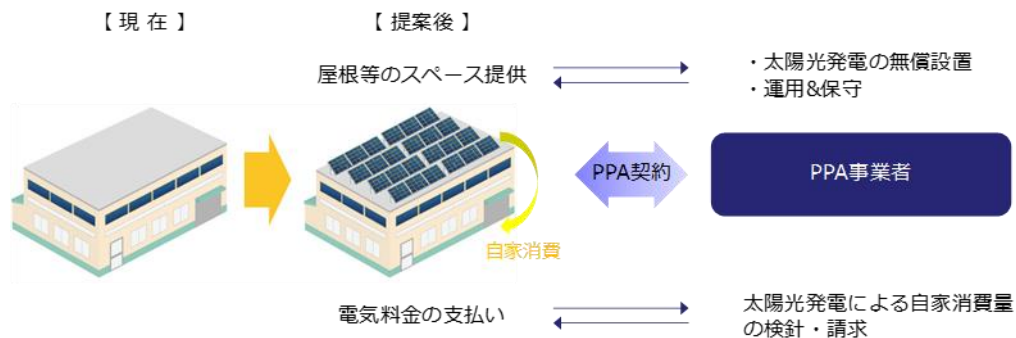 【 現 在 】
【 提案後 】
屋根等のスペース提供
・太陽光発電の無償設置
・運用&保守
PPA契約
PPA事業者
自家消費
電気料金の支払い
太陽光発電による自家消費量
の検針・請求